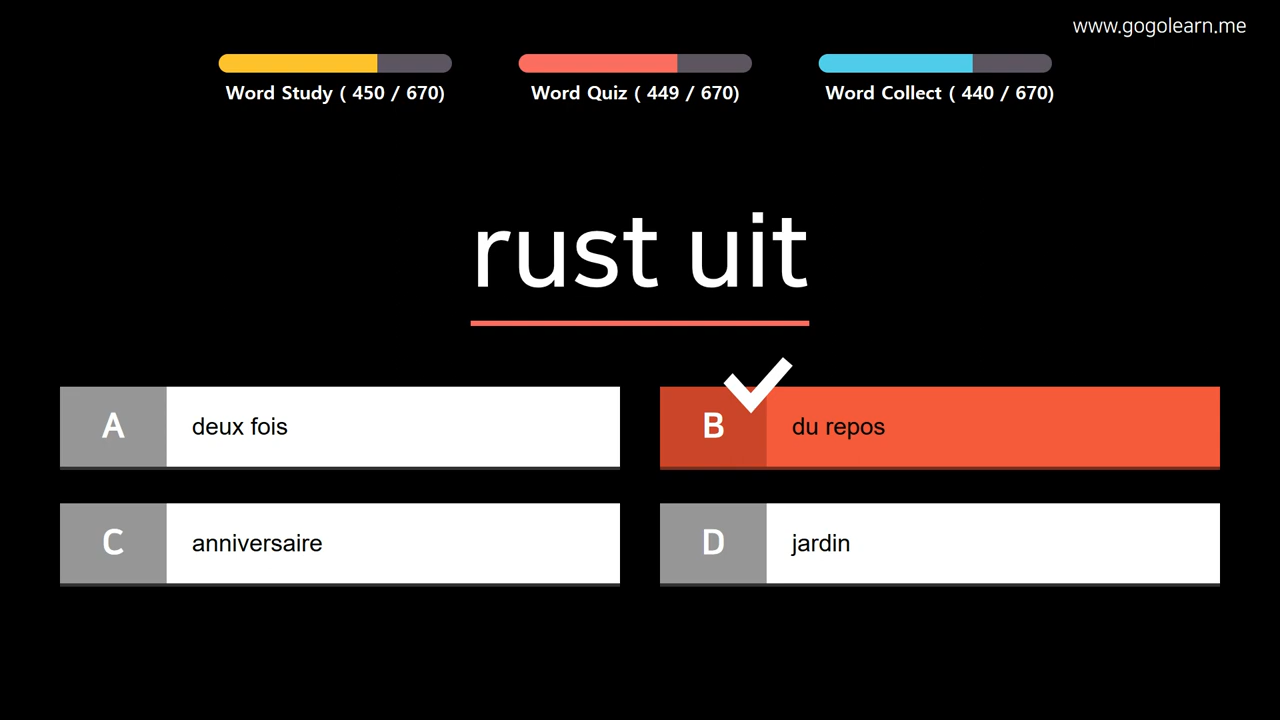 www.gogolearn.me
Word Study ( 450 / 670)
Word Quiz ( 449 / 670)
Word Collect ( 440 / 670)
rust uit
A deux fois
B du repos
C anniversaire
D jardin